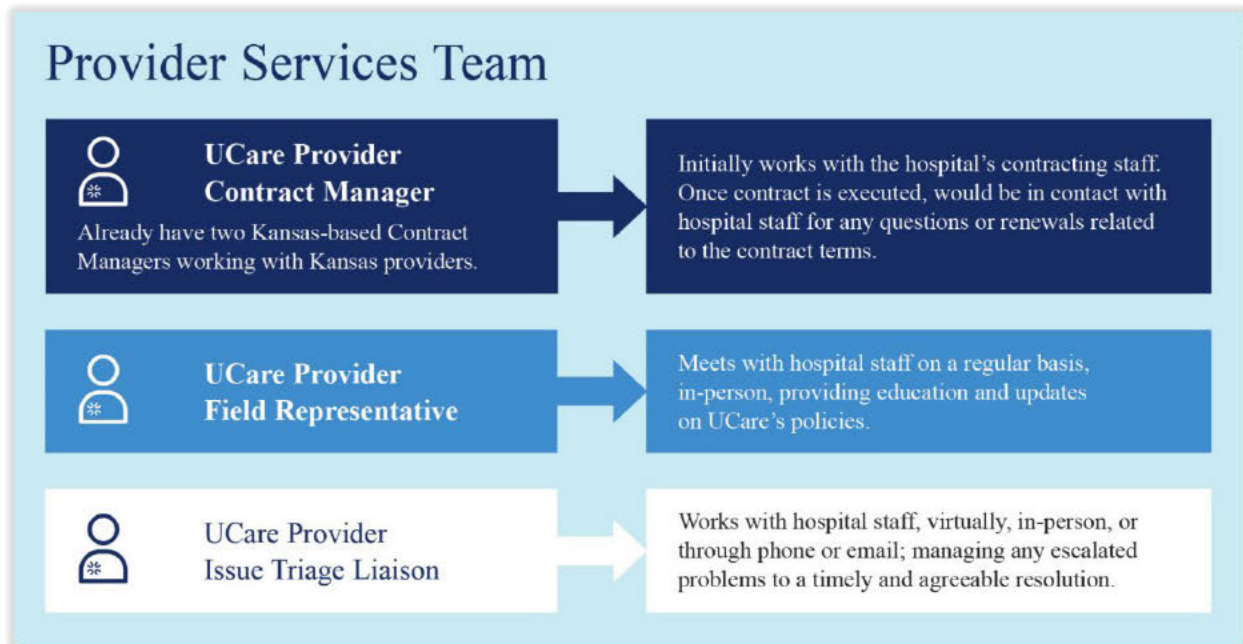 Provider Services Team
UCare Provider
Contract Manager
Already have two Kansas-based Contract
Managers working with Kansas providers.
Initially works with the hospital’s contracting staff.
Once contract is executed, would be in contact with
hospital staff for any questions or renewals related
to the contract terms.
UCare Provider
Field Representative
Meets with hospital staff on a regular basis,
in-person, providing education and updates
on UCare’s policies.
UCare Provider
Issue Triage Liaison
Works with hospital staff, virtually, in-person, or
through phone or email; managing any escalated
problems to a timely and agreeable resolution.